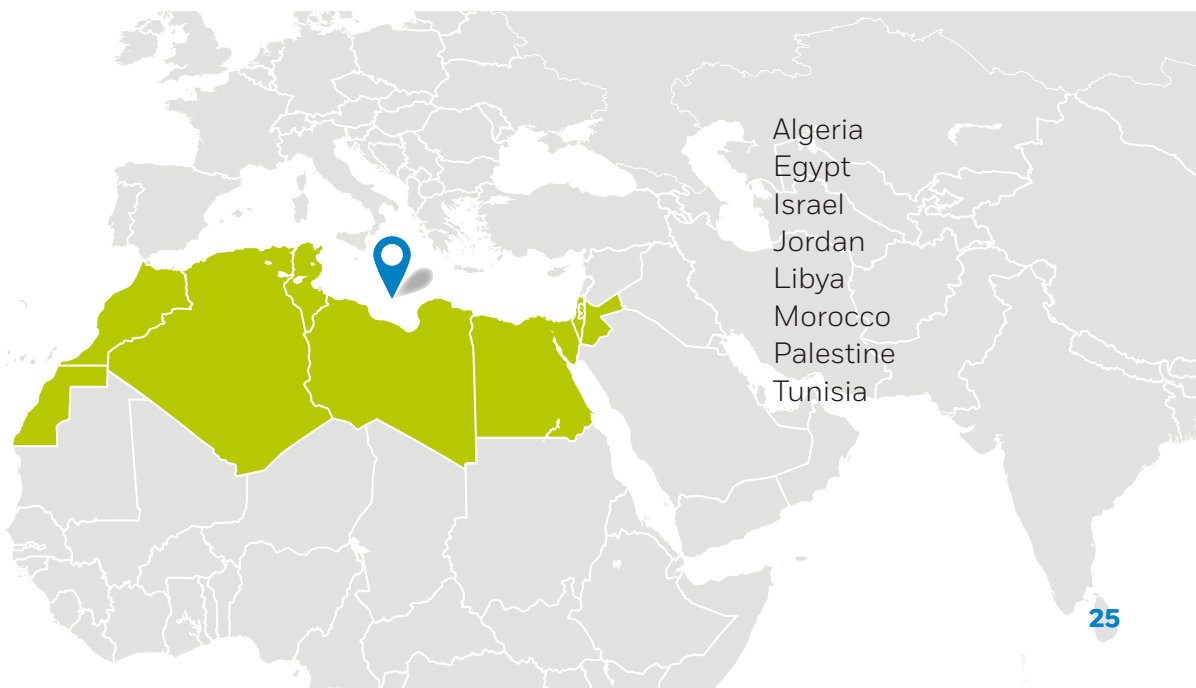 Algeria
Egypt
Israel
Jordan
Libya
Morocco
Palestine
Tunisia
25